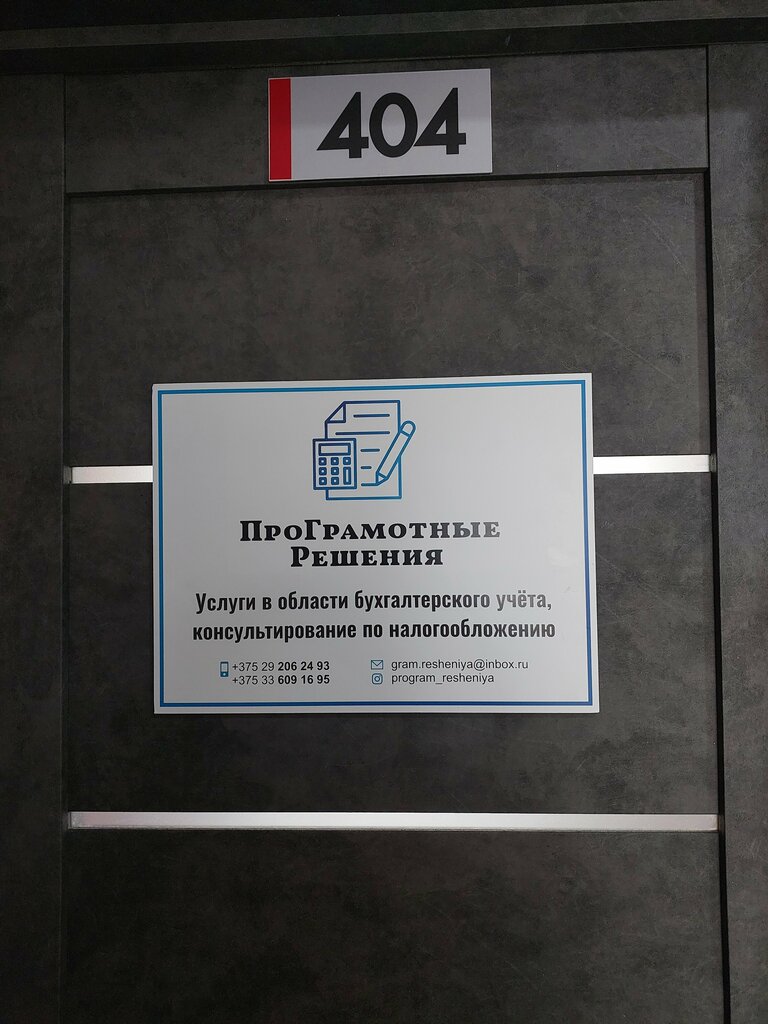 404
ПроГрамотные
Решения
Услуги в области бухгалтерского учёта,
консультирование по налогообложению
+375 29 206 24 93
+375 33 609 16 95
gram.resheniya@inbox.ru
program_resheniya